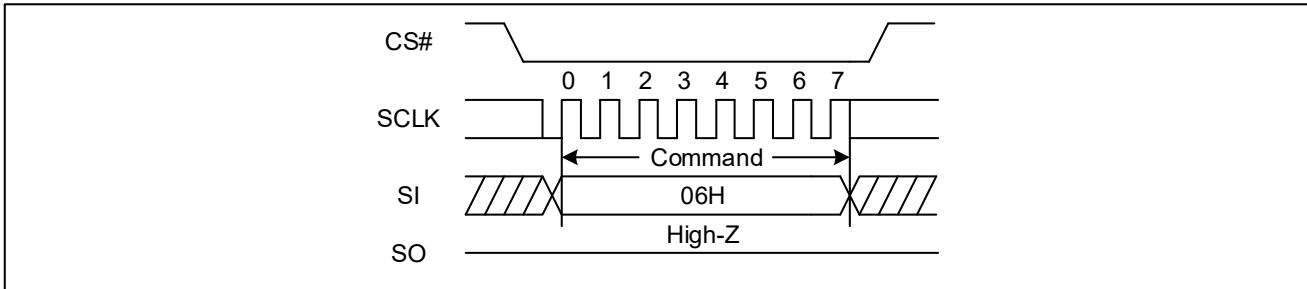 CS#
0 1 2 3 4 5 6 7
SCLK
Command
SI
06H
High-Z
SO